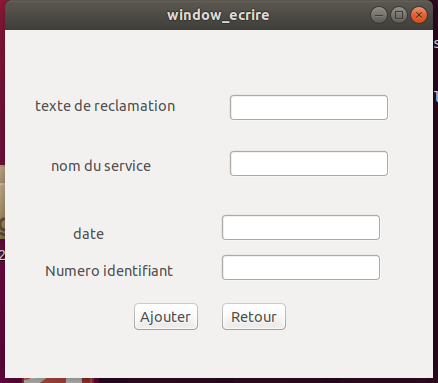 window_ecrire
texte de reclamation
nom du service
date
Numero identifiant
Ajouter Retour